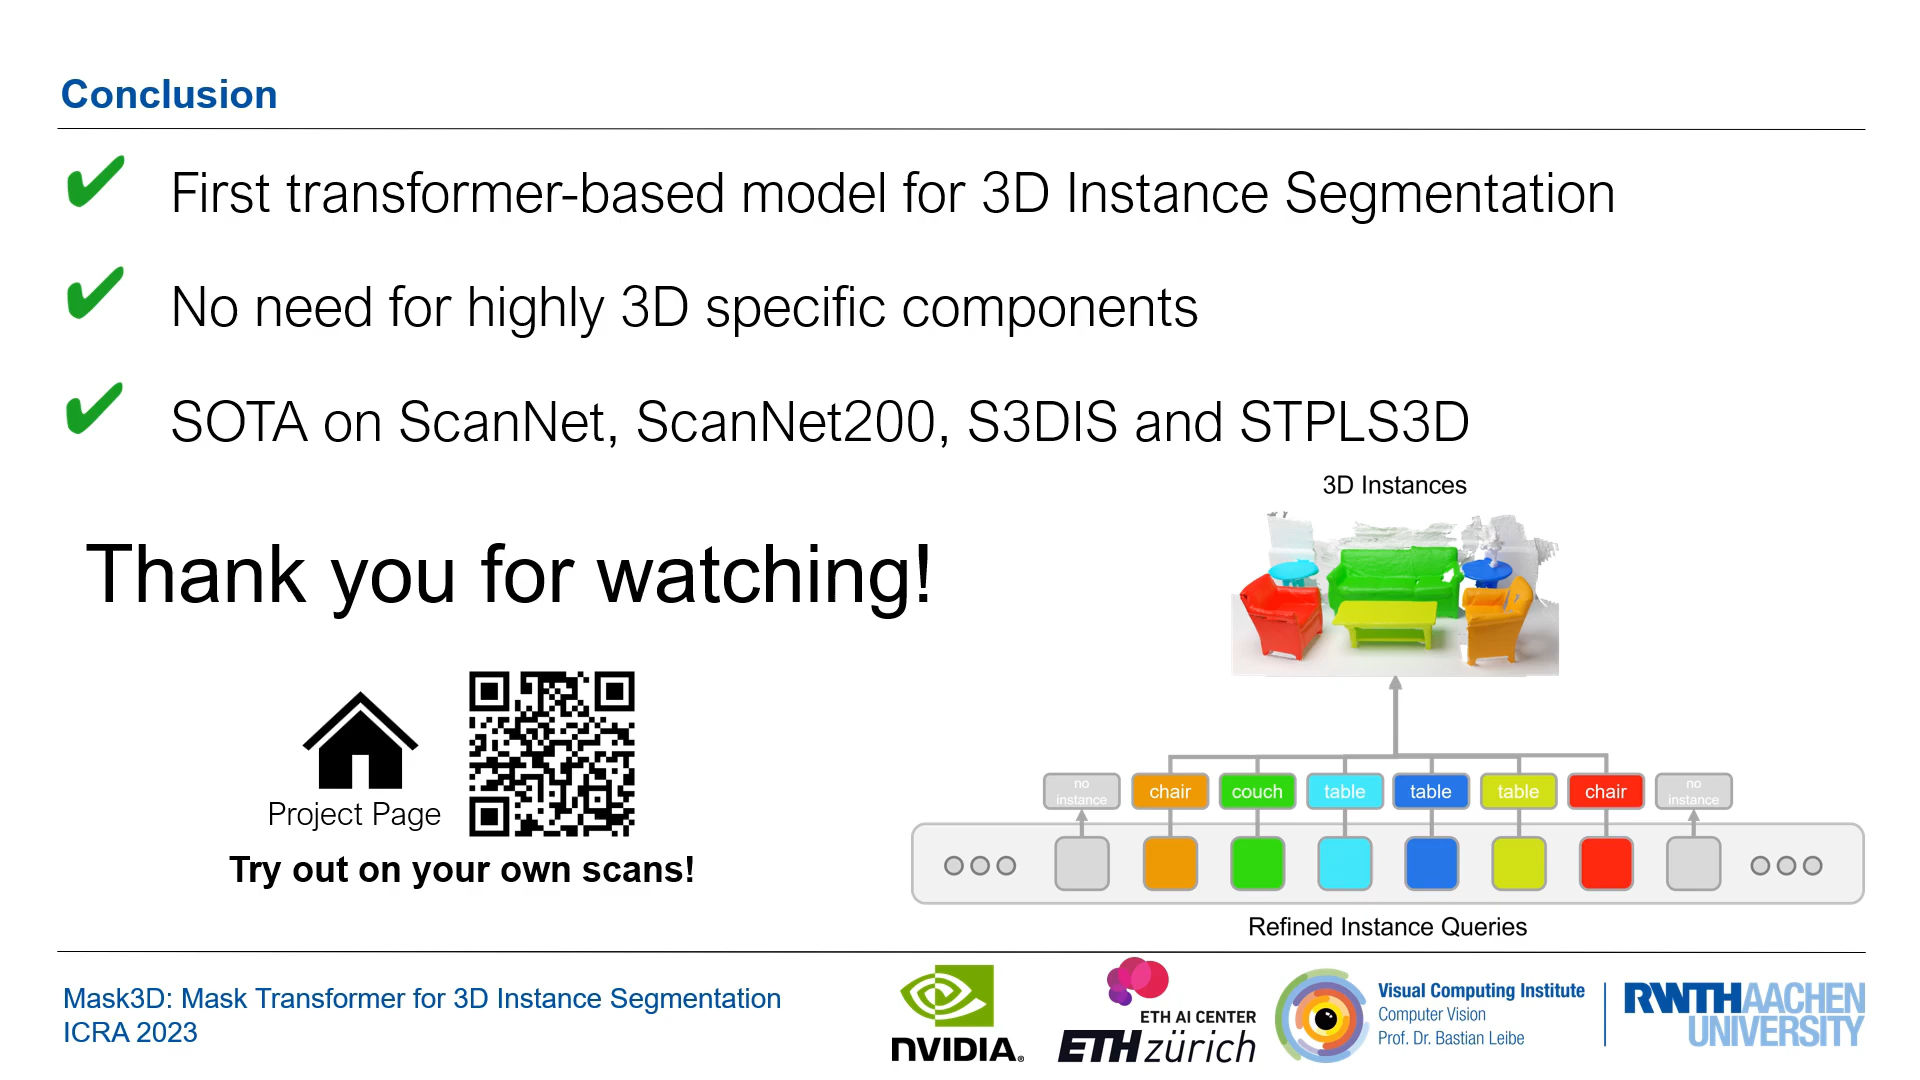 Conclusion
✔ First transformer-based model for 3D Instance Segmentation
✔ No need for highly 3D specific components
✔ SOTA on ScanNet, ScanNet200, S3DIS and STPLS3D
Thank you for watching!
Project Page
Try out on your own scans!
3D Instances
no instance
chair
couch
table
table
table
chair
no instance
Refined Instance Queries
Mask3D: Mask Transformer for 3D Instance Segmentation
ICRA 2023
NVIDIA®
ETH AI CENTER
ETH zürich
Visual Computing Institute
Computer Vision
Prof. Dr. Bastian Leibe
RWTH AACHEN
UNIVERSITY